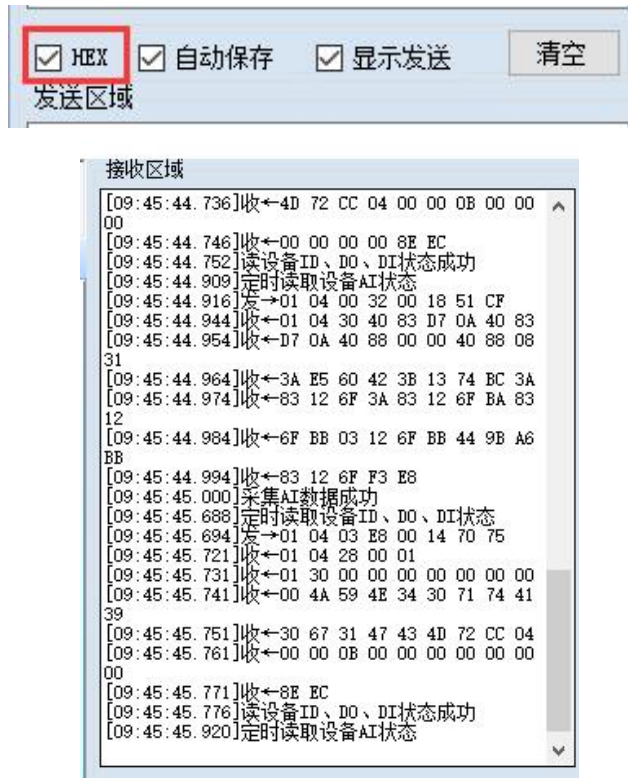 HEX 自动保存 显示发送 清空
发送区域
接收区域
[09:45:44.736]收←4D 72 CC 04 00 00 0B 00 00
00
[09:45:44.746]收←00 00 00 00 8E EC
[09:45:44.752]读设备ID、DO、DI状态成功
[09:45:44.909]定时读取设备AI状态
[09:45:44.916]发→01 04 00 32 00 18 51 CF
[09:45:44.944]收←01 04 30 40 83 D7 0A 40 83
[09:45:44.954]收←D7 0A 40 88 00 00 40 88 08
31
[09:45:44.964]收←3A E5 60 42 3B 13 74 BC 3A
[09:45:44.974]收←83 12 6F 3A 83 12 6F BA 83
12
[09:45:44.984]收←6F BB 03 12 6F BB 44 9B A6
BB
[09:45:44.994]收←83 12 6F F3 E8
[09:45:45.000]采集AI数据成功
[09:45:45.688]定时读取设备ID、DO、DI状态
[09:45:45.694]发→01 04 03 E8 00 14 70 75
[09:45:45.721]收←01 04 28 00 01
[09:45:45.731]收←01 30 00 00 00 00 00 00 00
[09:45:45.741]收←00 4A 59 4E 34 30 71 74 41
39
[09:45:45.751]收←30 67 31 47 43 4D 72 CC 04
[09:45:45.761]收←00 00 0B 00 00 00 00 00 00
00
[09:45:45.771]收←8E EC
[09:45:45.776]读设备ID、DO、DI状态成功
[09:45:45.920]定时读取设备AI状态